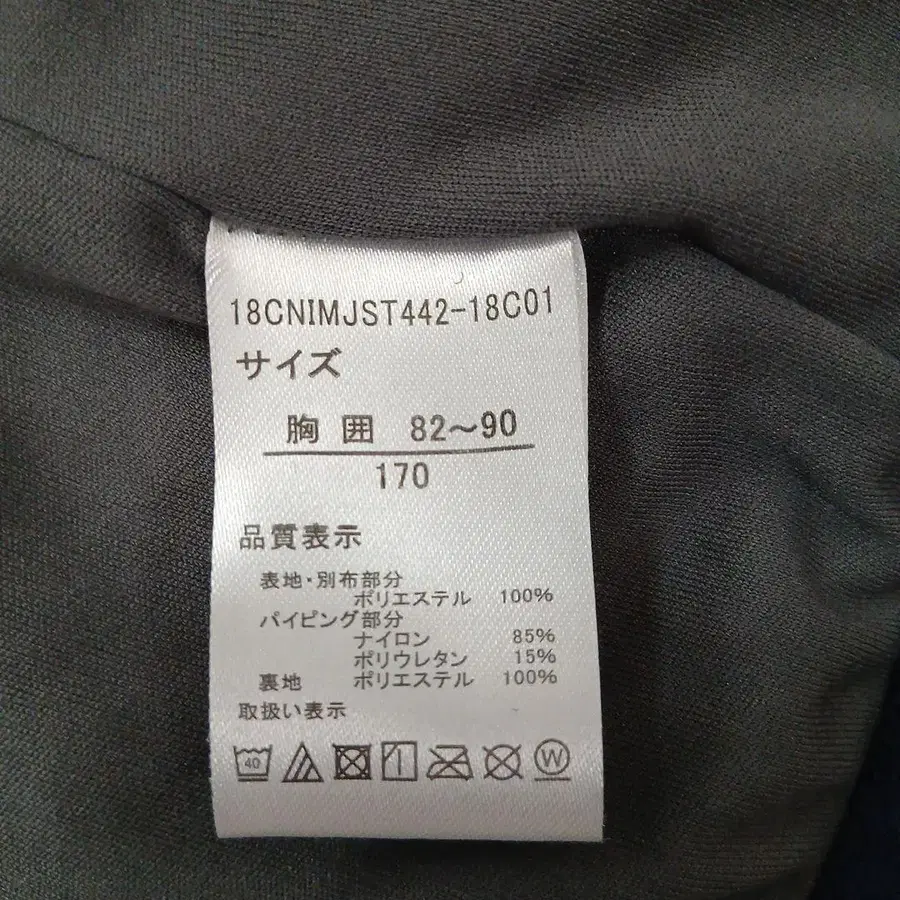 18CNIMJST442-18C01
サイズ
胸 囲 82～90
170
品質表示
表地・別布部分
ポリエステル 100%
パイピング部分
ナイロン 85%
ポリウレタン 15%
裏地 ポリエステル 100%
取扱い表示
40 W